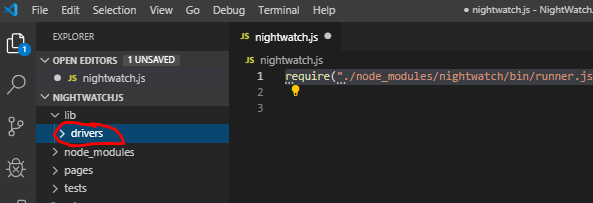 File Edit Selection View Go Debug Terminal Help nightwatch.js - NightWatch
EXPLORER
OPEN EDITORS 1 UNSAVED
nightwatch.js
NIGHTWATCHJS
lib
drivers
node_modules
pages
tests
nightwatch.js
JS nightwatch.js
1 require("./node_modules/nightwatch/bin/runner.js
2
3
1